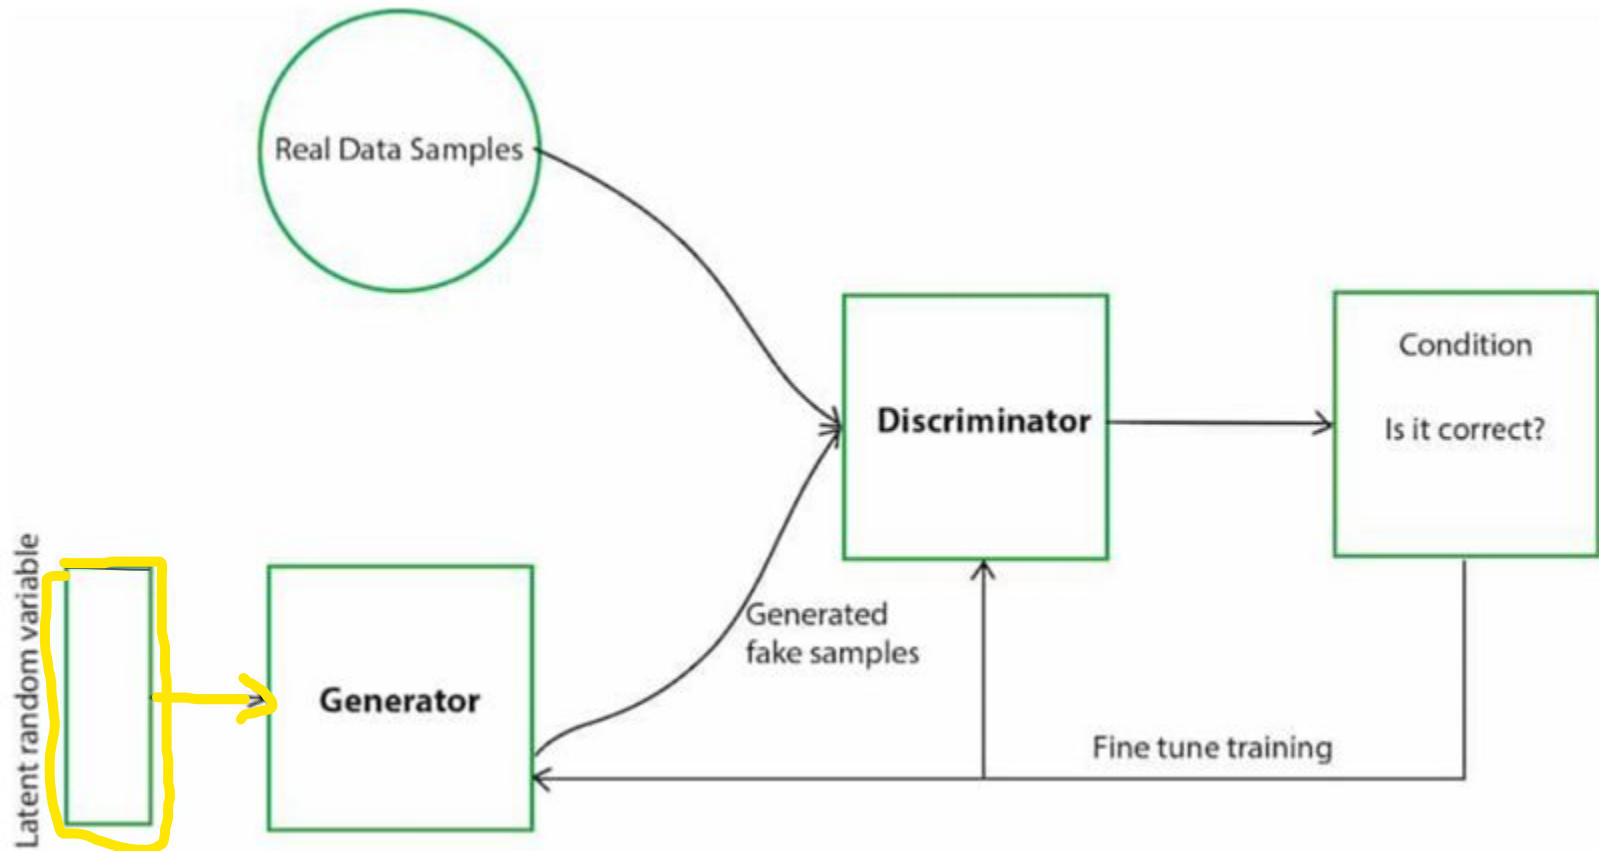 Real Data Samples
Discriminator
Condition
Is it correct?
Latent random variable
Generator
Generated
fake samples
Fine tune training